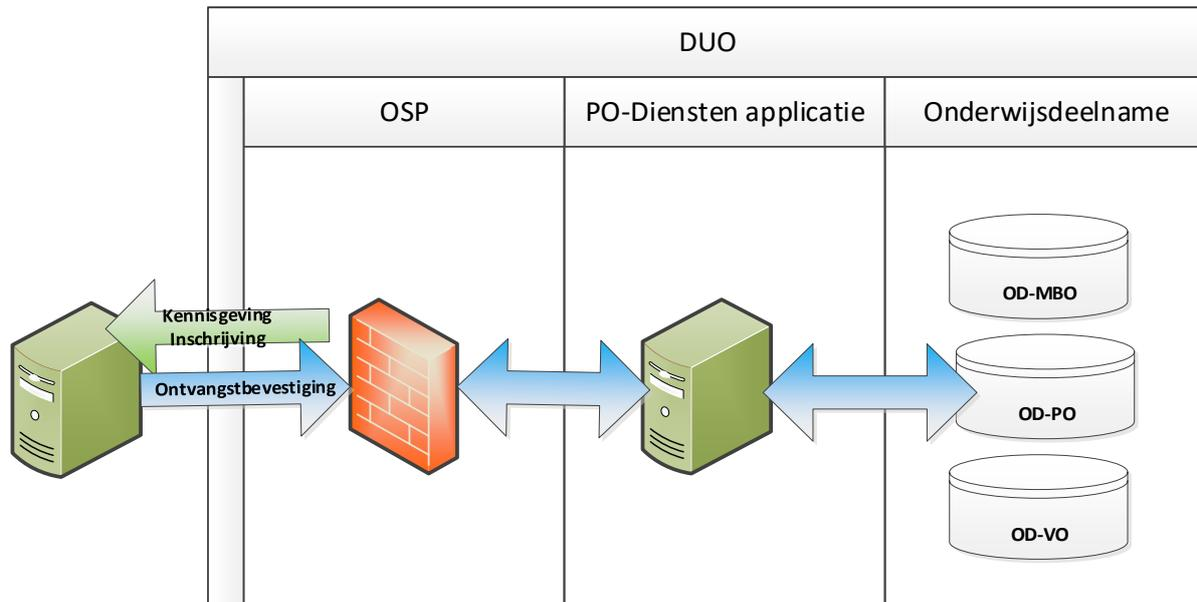 DUO
OSP
PO-Diensten applicatie
Onderwijsdeelname
OD-MBO
Kennisgeving
Inschrijving
Ontvangstbevestiging
OD-PO
OD-VO